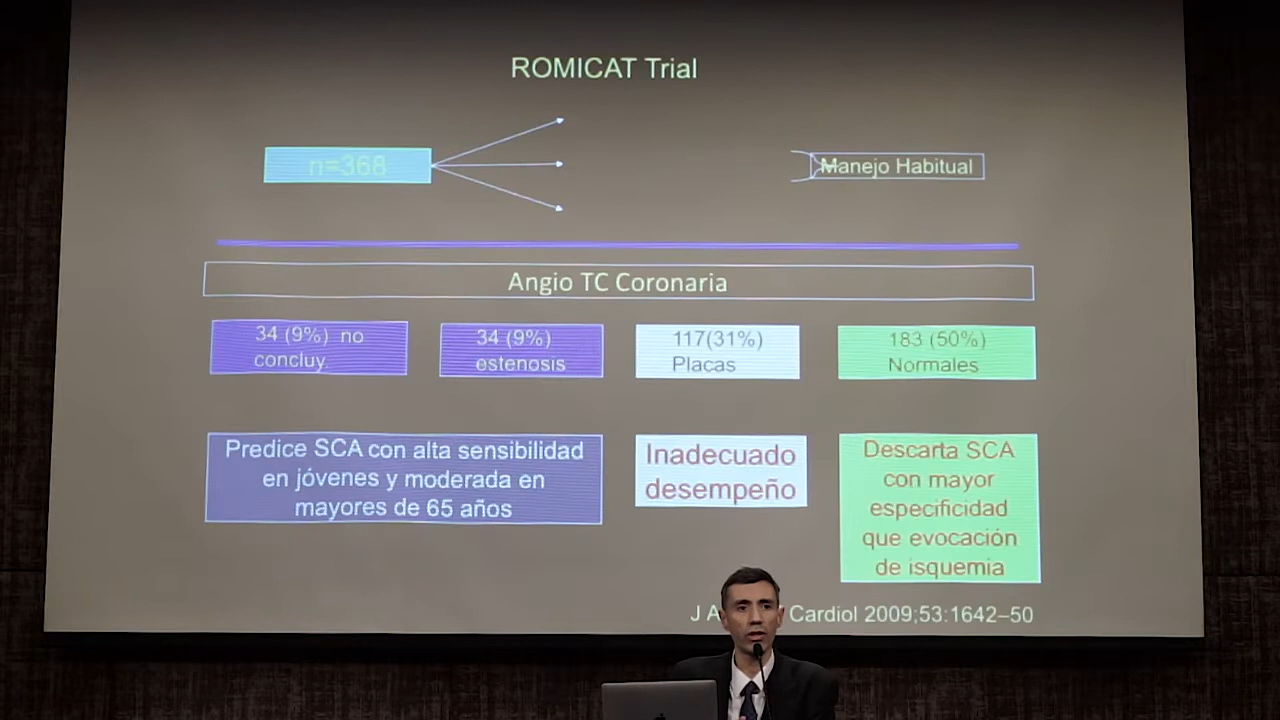 ROMICAT Trial
n=368
Manejo Habitual
Angio TC Coronaria
34 (9%) no
concluy.
34 (9%)
estenosis
117(31%)
Placas
183 (50%)
Normales
Predice SCA con alta sensibilidad
en jóvenes y moderada en
mayores de 65 años
Inadecuado
desempeño
Descarta SCA
con mayor
especificidad
que evocación
de isquemia
J Cardiol 2009;53:1642–50